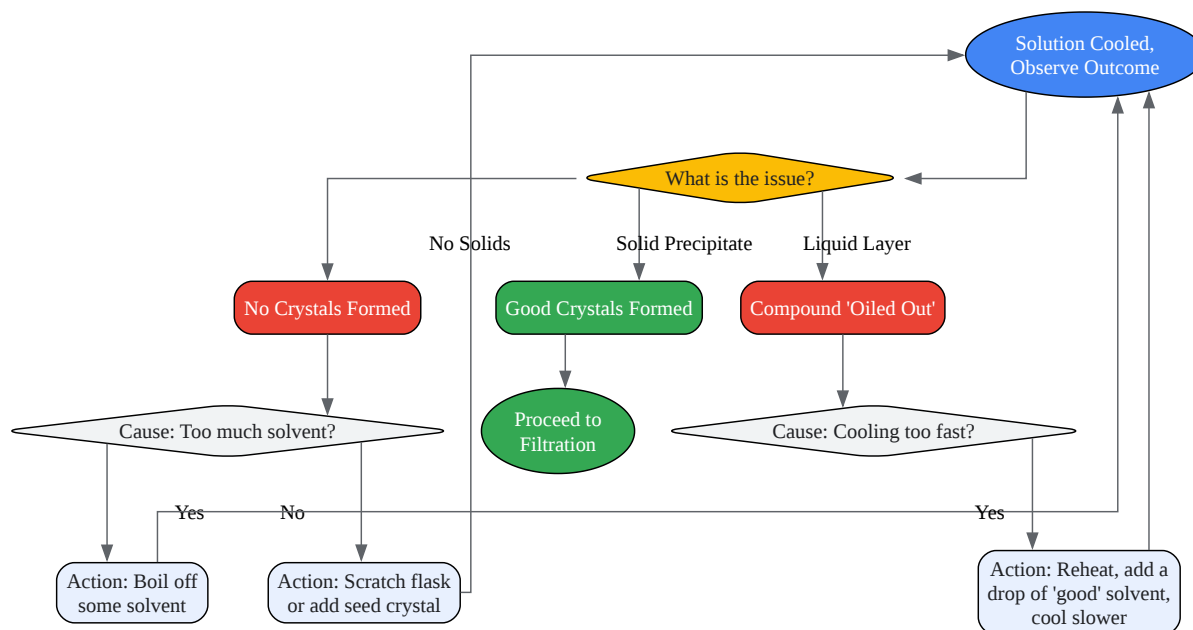 Solution Cooled,
Observe Outcome
What is the issue?
No Solids
Solid Precipitate
Liquid Layer
No Crystals Formed
Good Crystals Formed
Compound 'Oiled Out'
Cause: Too much solvent?
Proceed to
Filtration
Cause: Cooling too fast?
Yes
No
Yes
Action: Boil off
some solvent
Action: Scratch flask
or add seed crystal
Action: Reheat, add a
drop of 'good' solvent,
cool slower